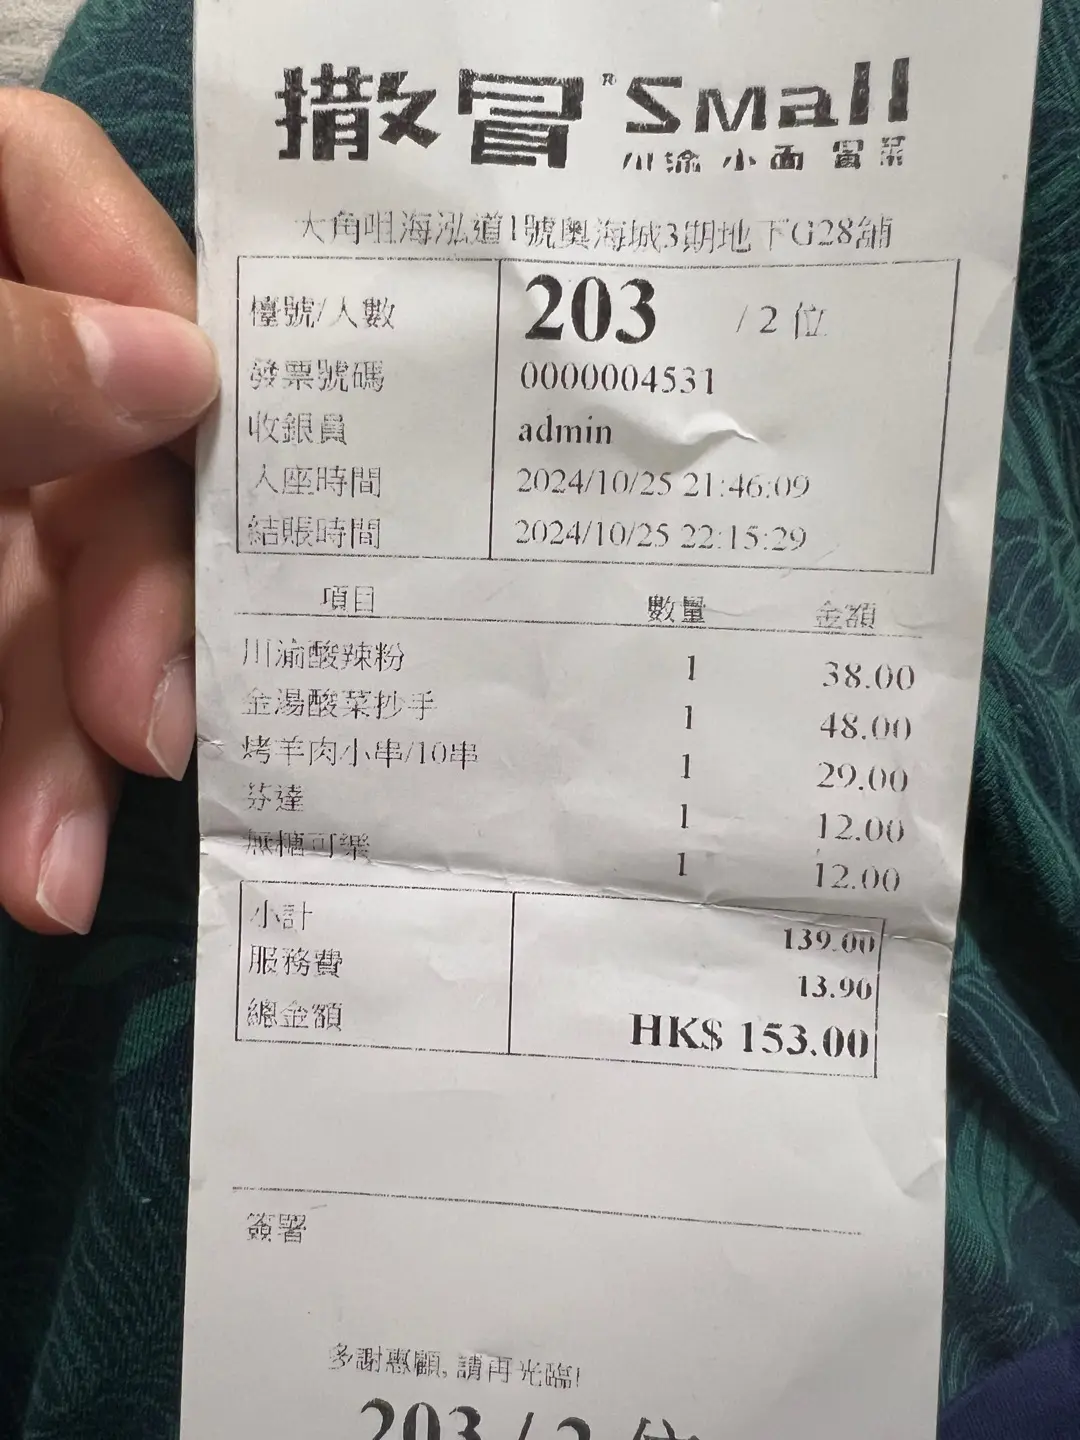 撒冒® Small
川渝 小面 冒菜
大角咀海泓道1號奧海城3期地下G28舖
檯號/人數 203 / 2 位
發票號碼 0000004531
收銀員 admin
入座時間 2024/10/25 21:46:09
結賬時間 2024/10/25 22:15:29
項目 數量 金額
川渝酸辣粉 1 38.00
金湯酸菜抄手 1 48.00
烤羊肉小串/10串 1 29.00
芬達 1 12.00
無糖可樂 1 12.00
小計 139.00
服務費 13.90
總金額 HK$ 153.00
簽署
多謝惠顧,請再光臨!
203 / 2 位